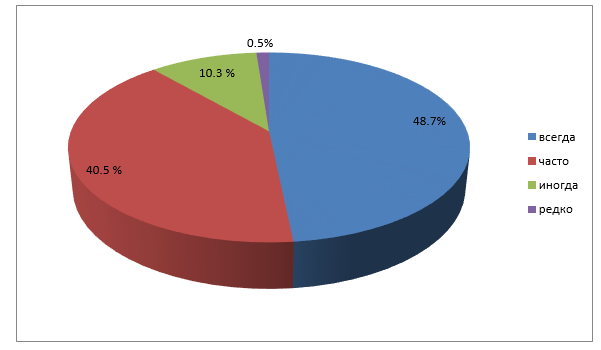 0.5%
10.3 %
48.7%
40.5 %
всегда
часто
иногда
редко